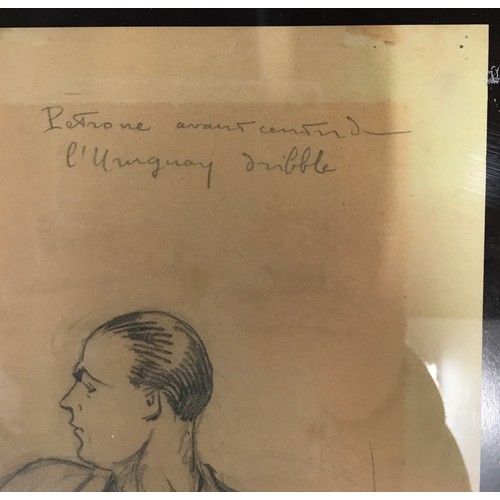 Petrone avant centre de
l'Uruguay dribble